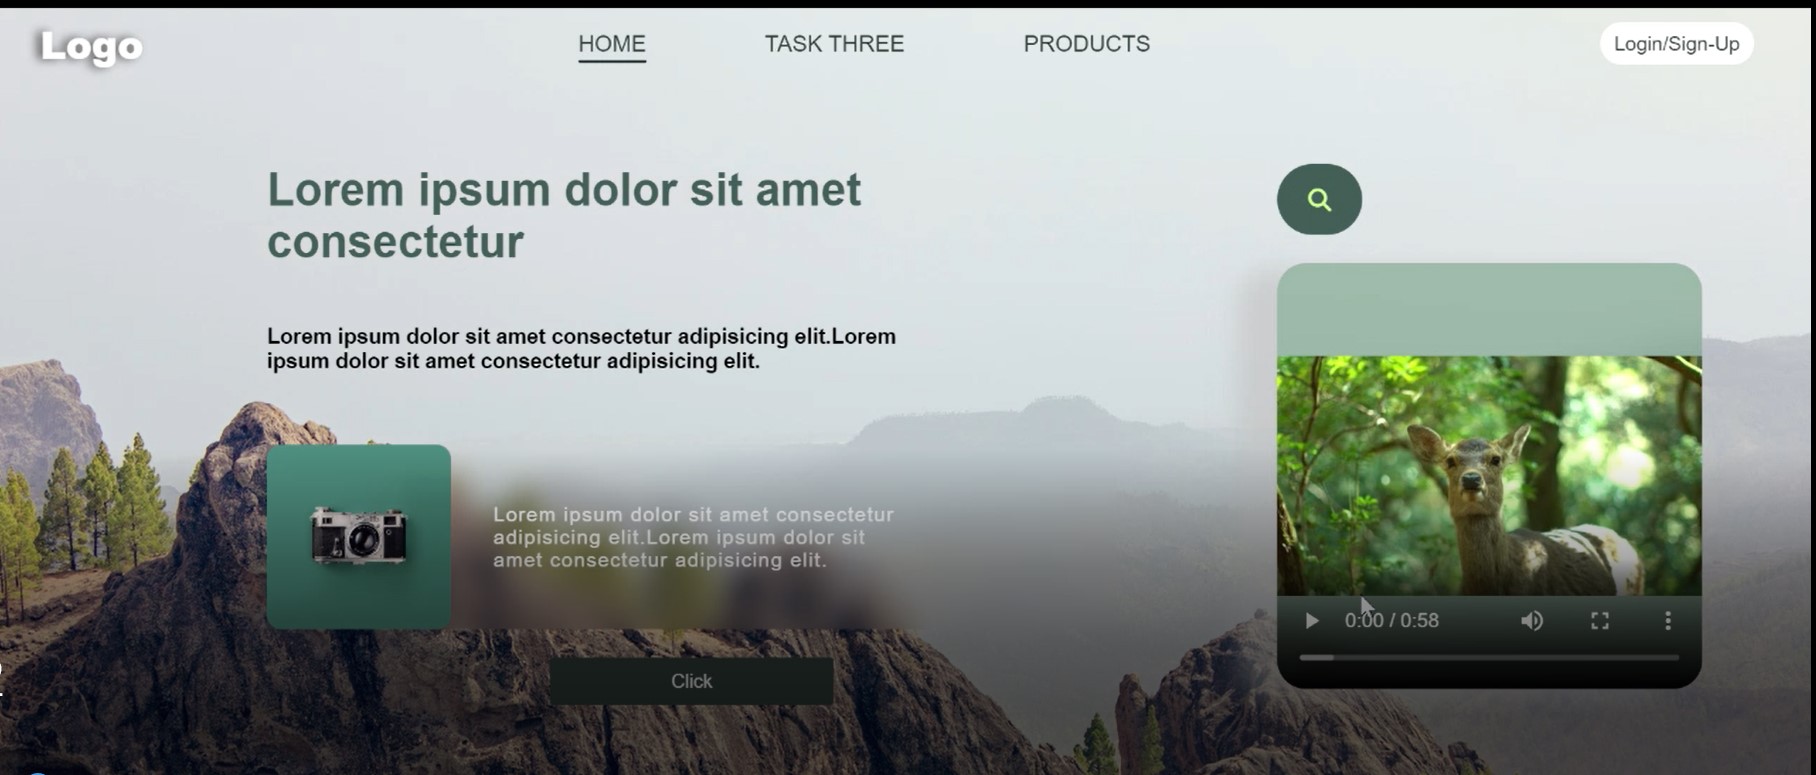 Logo
HOME
TASK THREE
PRODUCTS
Login/Sign-Up
Lorem ipsum dolor sit amet
consectetur
Lorem ipsum dolor sit amet consectetur adipisicing elit.Lorem
ipsum dolor sit amet consectetur adipisicing elit.
Lorem ipsum dolor sit amet consectetur
adipisicing elit.Lorem ipsum dolor sit
amet consectetur adipisicing elit.
Click
0:00 / 0:58